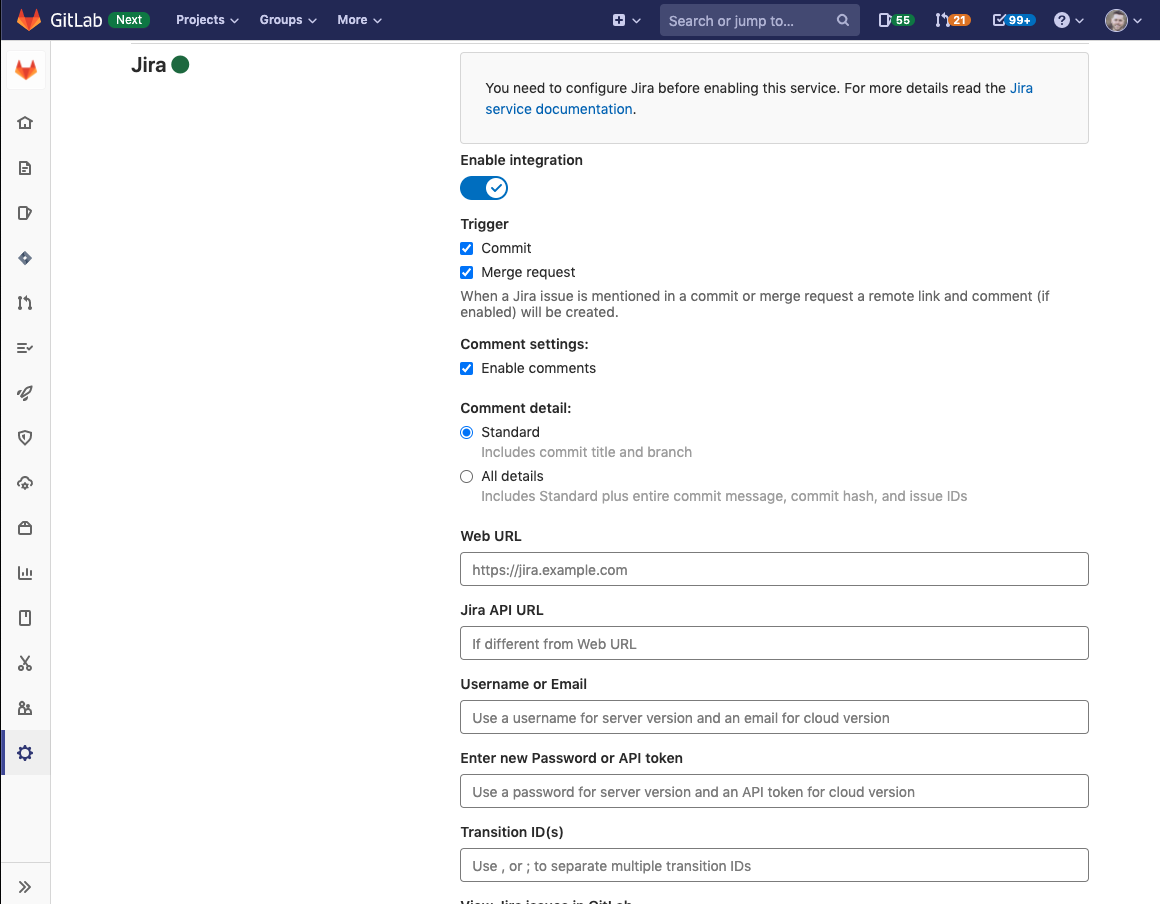 GitLab Next Projects Groups More Search or jump to... 55 21 99+
Jira
You need to configure Jira before enabling this service. For more details read the Jira
service documentation.
Enable integration
Trigger
Commit
Merge request
When a Jira issue is mentioned in a commit or merge request a remote link and comment (if
enabled) will be created.
Comment settings:
Enable comments
Comment detail:
Standard
Includes commit title and branch
All details
Includes Standard plus entire commit message, commit hash, and issue IDs
Web URL
https://jira.example.com
Jira API URL
If different from Web URL
Username or Email
Use a username for server version and an email for cloud version
Enter new Password or API token
Use a password for server version and an API token for cloud version
Transition ID(s)
Use , or ; to separate multiple transition IDs
View Jira issues in GitLab